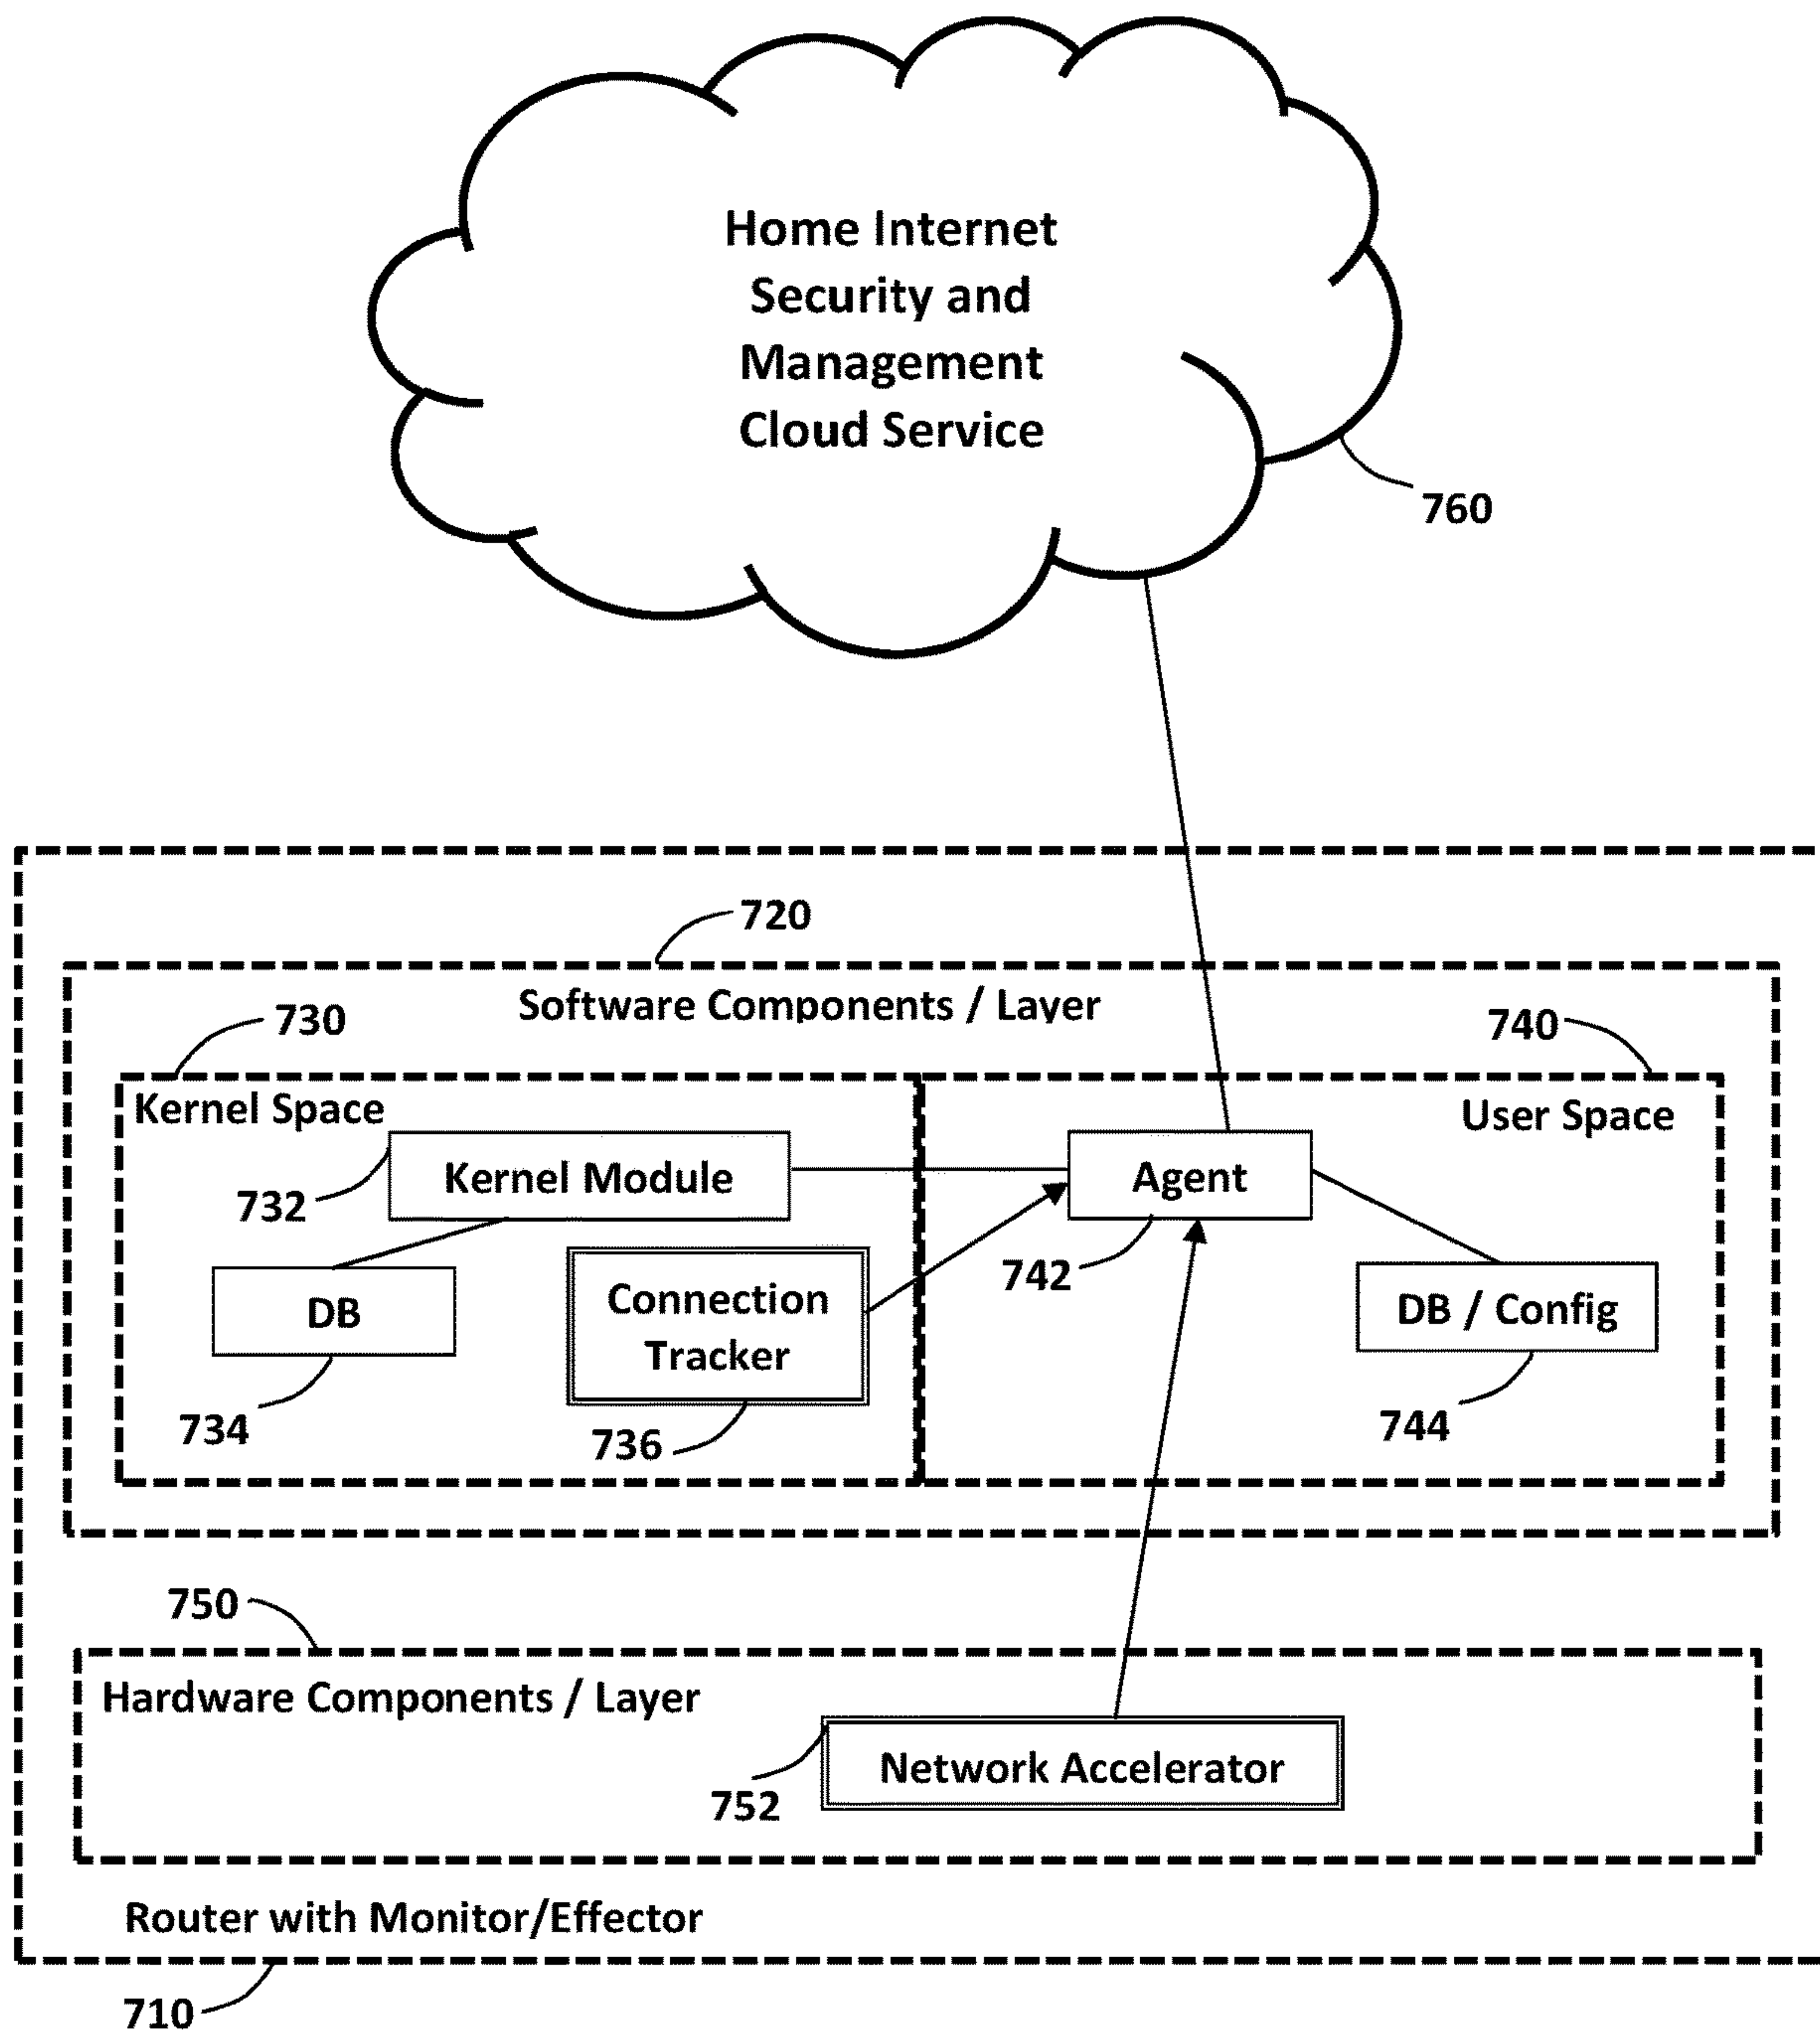 Home Internet
Security and
Management
Cloud Service
760
720
Software Components / Layer
730
740
Kernel Space
User Space
Kernel Module
Agent
732
742
DB
Connection
Tracker
DB / Config
734
736
744
750
Hardware Components / Layer
Network Accelerator
752
Router with Monitor/Effector
710